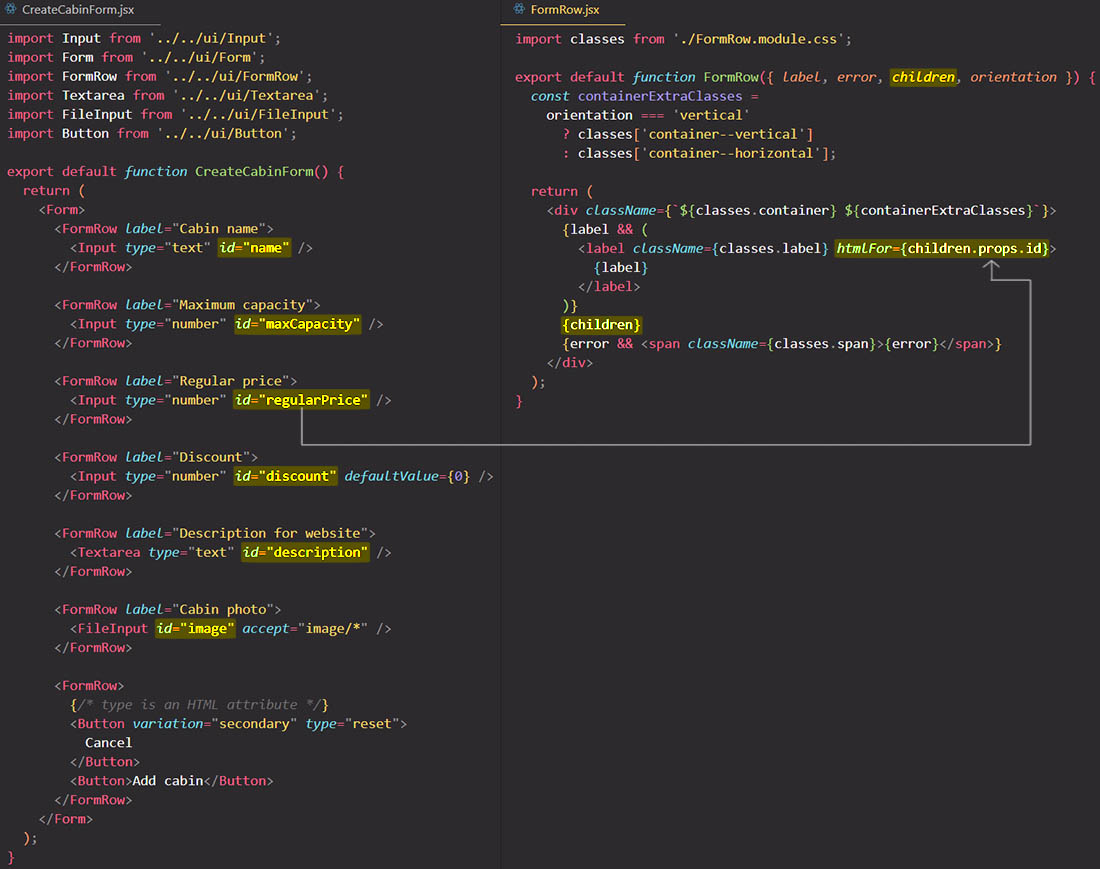 CreateCabinForm.jsx
import Input from '../../ui/Input';
import Form from '../../ui/Form';
import FormRow from '../../ui/FormRow';
import Textarea from '../../ui/Textarea';
import FileInput from '../../ui/FileInput';
import Button from '../../ui/Button';
export default function CreateCabinForm() {
return (
<Form>
<FormRow label="Cabin name">
<Input type="text" id="name" />
</FormRow>
<FormRow label="Maximum capacity">
<Input type="number" id="maxCapacity" />
</FormRow>
<FormRow label="Regular price">
<Input type="number" id="regularPrice" />
</FormRow>
<FormRow label="Discount">
<Input type="number" id="discount" defaultValue={0} />
</FormRow>
<FormRow label="Description for website">
<Textarea type="text" id="description" />
</FormRow>
<FormRow label="Cabin photo">
<FileInput id="image" accept="image/*" />
</FormRow>
<FormRow>
{/* type is an HTML attribute */}
<Button variation="secondary" type="reset">
Cancel
</Button>
<Button>Add cabin</Button>
</FormRow>
</Form>
);
}
FormRow.jsx
import classes from './FormRow.module.css';
export default function FormRow({ label, error, children, orientation }) {
const containerExtraClasses =
orientation === 'vertical'
? classes['container--vertical']
: classes['container--horizontal'];
return (
<div className={`${classes.container} ${containerExtraClasses}`}>
{label && (
<label className={classes.label} htmlFor={children.props.id}>
{label}
</label>
)}
{children}
{error && <span className={classes.span}>{error}</span>}
</div>
);
}